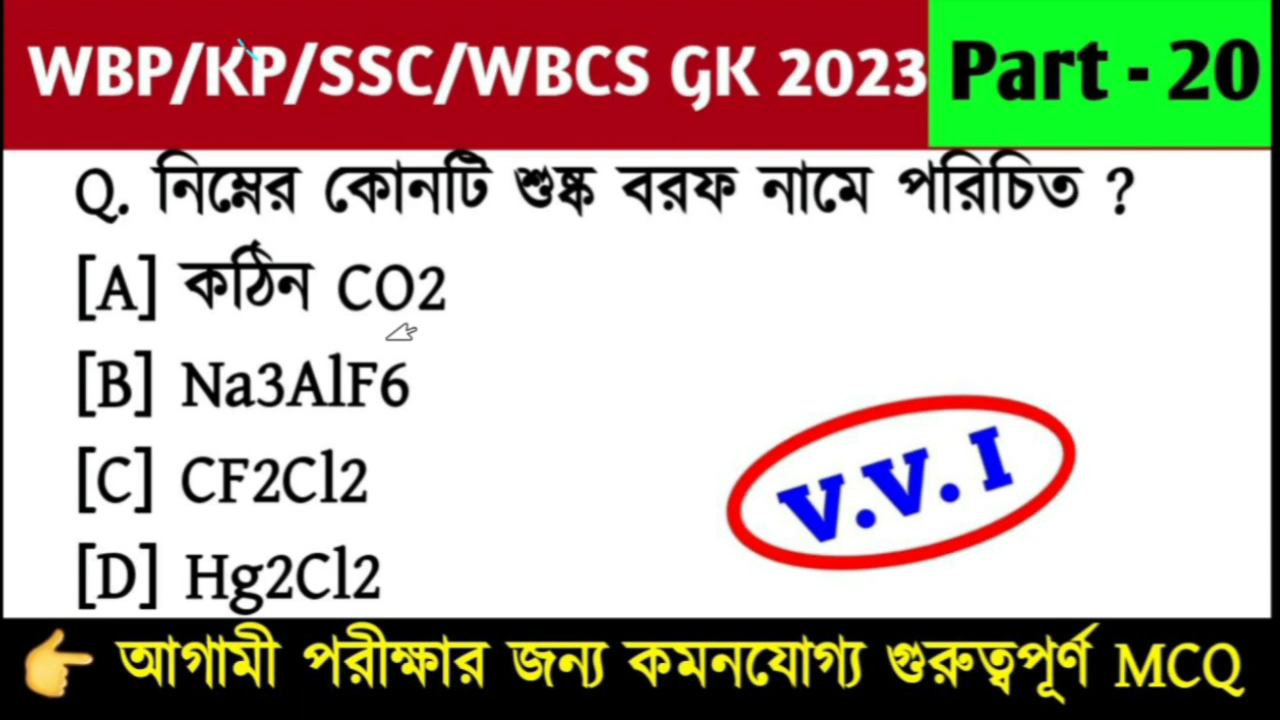 WBP/KP/SSC/WBCS GK 2023 Part - 20
Q. নিম্নের কোনটি শুষ্ক বরফ নামে পরিচিত ?
[A] কঠিন CO2
[B] Na3AlF6
[C] CF2Cl2
[D] Hg2Cl2
V.V.I
আগামী পরীক্ষার জন্য কমনযোগ্য গুরুত্বপূর্ণ MCQ